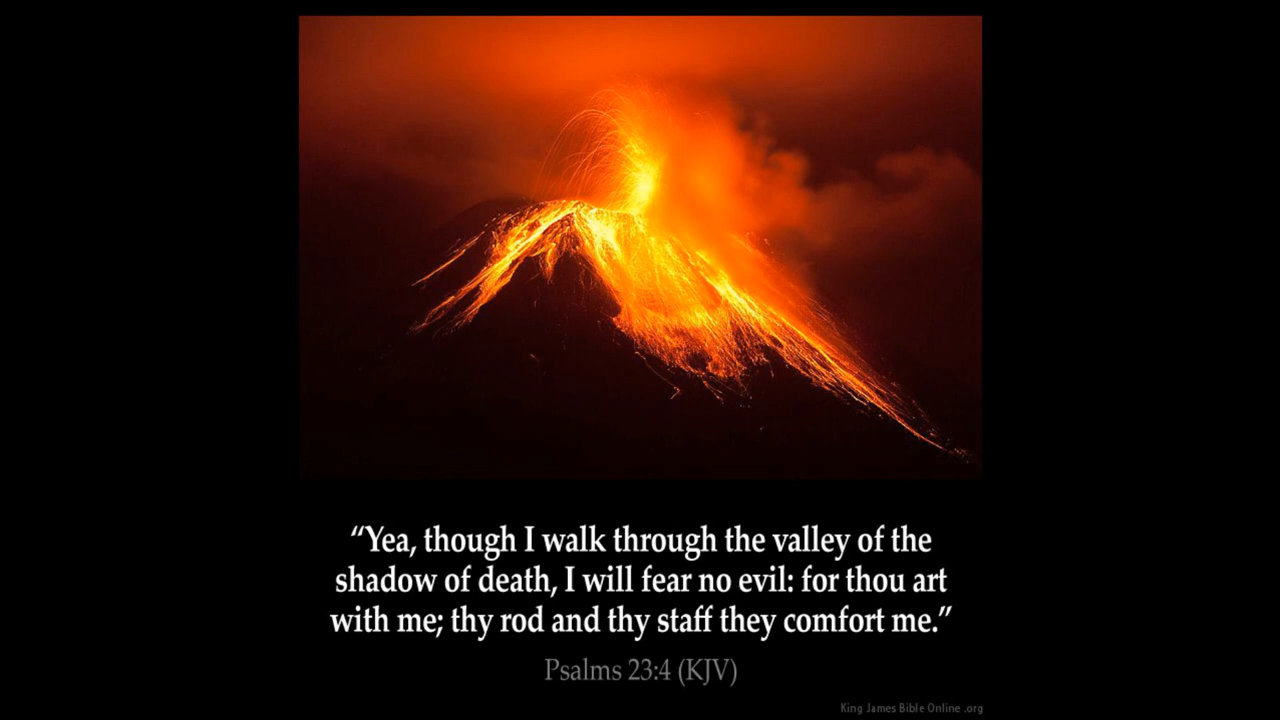 “Yea, though I walk through the valley of the
shadow of death, I will fear no evil: for thou art
with me; thy rod and thy staff they comfort me.”
Psalms 23:4 (KJV)
King James Bible Online .org